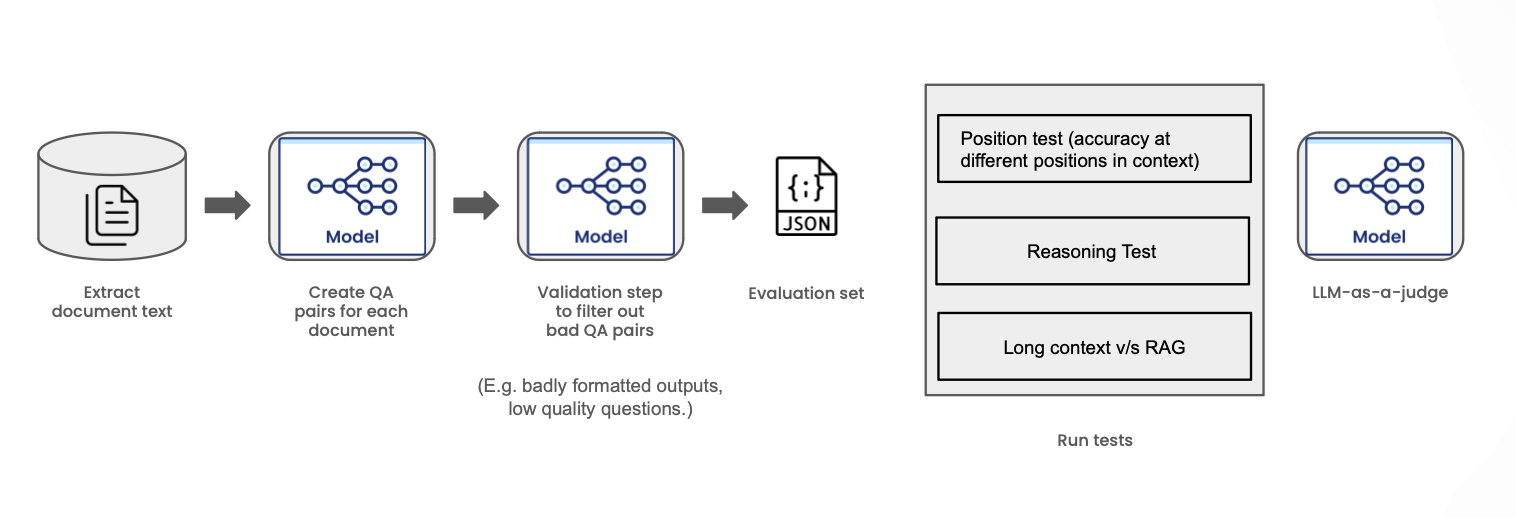 Extract
document text
Model
Create QA
pairs for each
document
Model
Validation step
to filter out
bad QA pairs
(E.g. badly formatted outputs,
low quality questions.)
{;}
JSON
Evaluation set
Position test (accuracy at
different positions in context)
Reasoning Test
Long context v/s RAG
Run tests
Model
LLM-as-a-judge